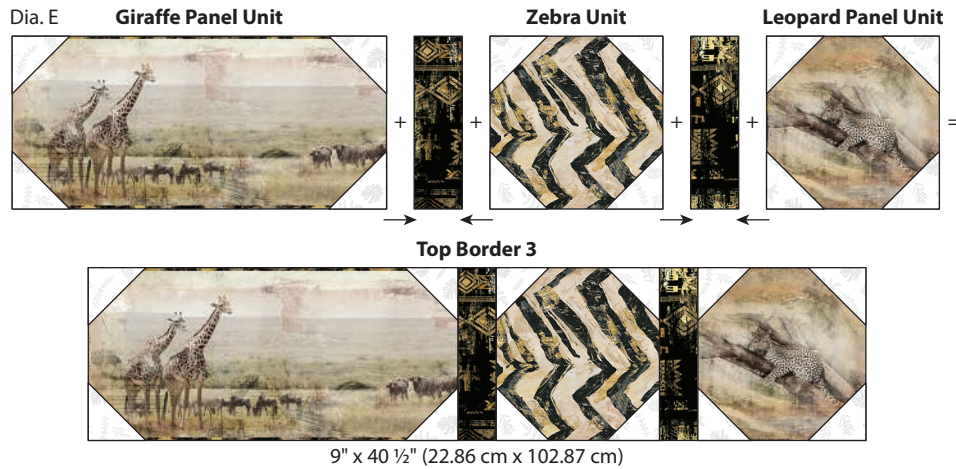 Dia. E
Giraffe Panel Unit
Zebra Unit
Leopard Panel Unit
+ + + + =
Top Border 3
9" x 40 ½" (22.86 cm x 102.87 cm)